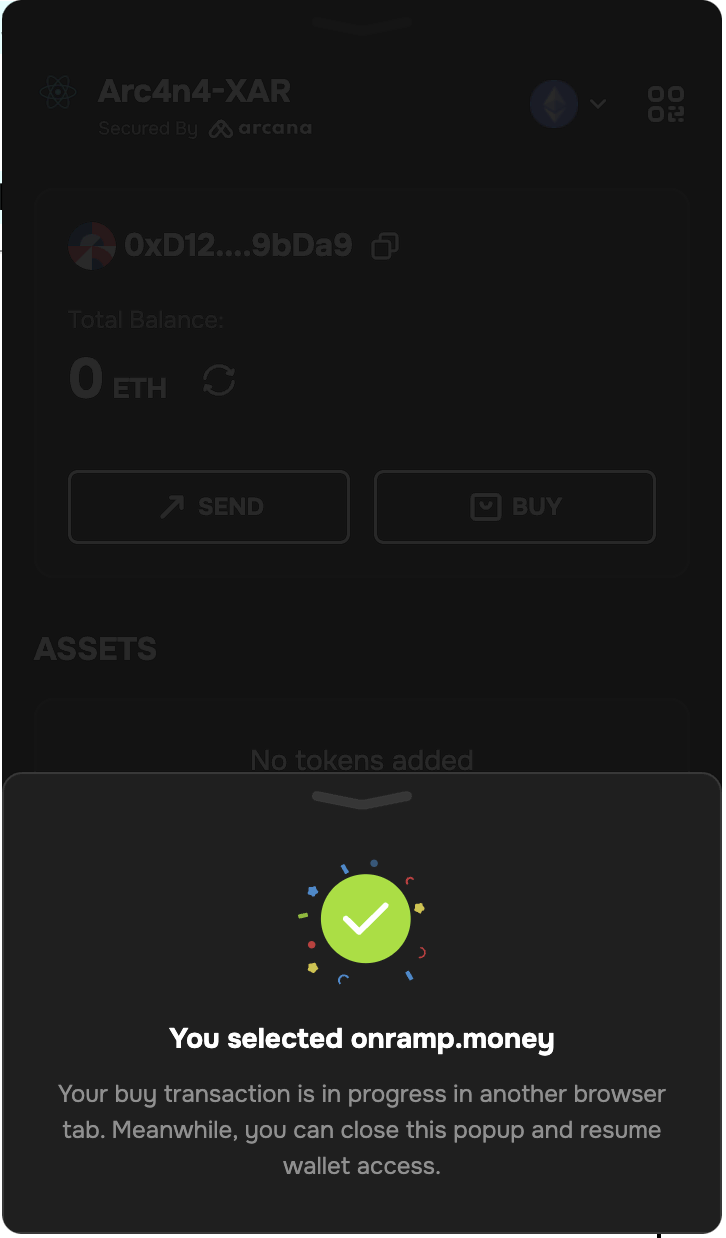 Arc4n4-XAR
Secured By arcana
0xD12....9bDa9
Total Balance:
0 ETH
SEND
BUY
ASSETS
No tokens added
You selected onramp.money
Your buy transaction is in progress in another browser
tab. Meanwhile, you can close this popup and resume
wallet access.